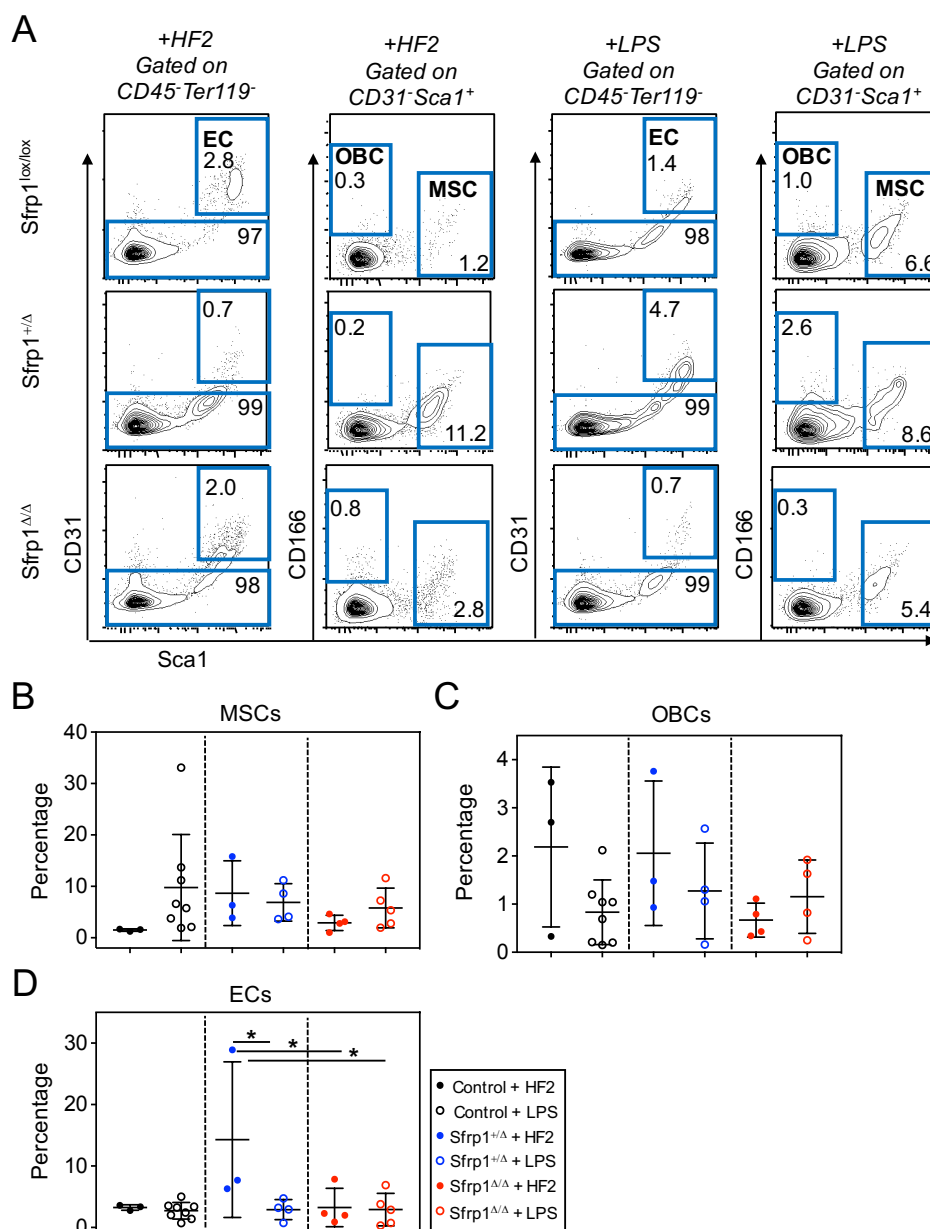 A
+HF2
Gated on
CD45-Ter119-
+HF2
Gated on
CD31-Sca1+
+LPS
Gated on
CD45-Ter119-
+LPS
Gated on
CD31-Sca1+
Sfrp1lox/lox
EC
2.8
97
OBC
0.3
MSC
1.2
EC
1.4
98
OBC
1.0
MSC
6.6
Sfrp1+/Δ
0.7
99
0.2
11.2
4.7
99
2.6
8.6
Sfrp1Δ/Δ
2.0
98
0.8
2.8
0.7
99
0.3
5.4
CD31
CD166
CD31
CD166
Sca1
B
MSCs
Percentage
40
30
20
10
0
C
OBCs
Percentage
5
4
3
2
1
0
D
ECs
Percentage
30
20
10
0
*
*
*
Control + HF2
Control + LPS
Sfrp1+/Δ + HF2
Sfrp1+/Δ + LPS
Sfrp1Δ/Δ + HF2
Sfrp1Δ/Δ + LPS